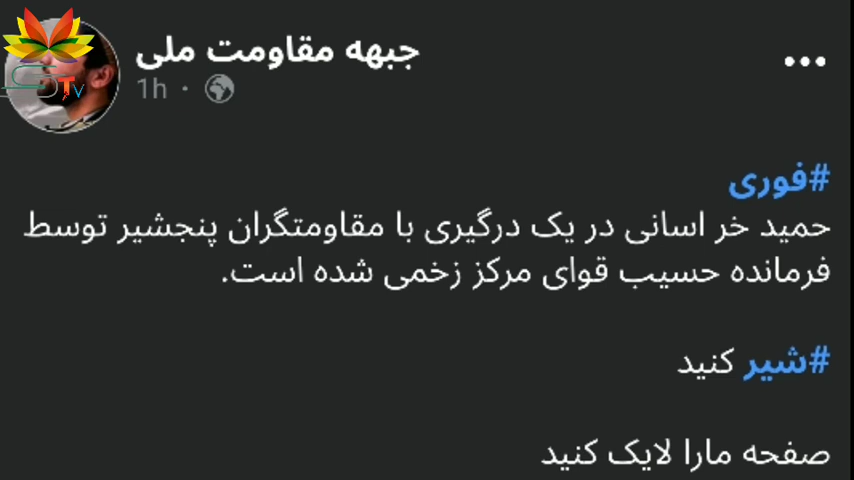 جبهه مقاومت ملی
1h ·
STV
#فوری
حمید خر اسانی در یک درگیری با مقاومتگران پنجشیر توسط
فرمانده حسیب قوای مرکز زخمی شده است.
#شیر کنید
صفحه مارا لایک کنید